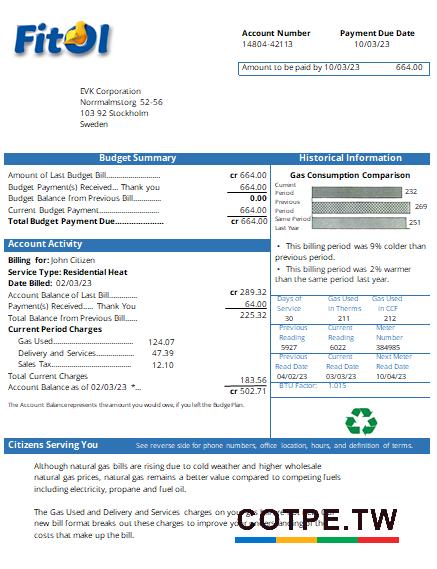 FitOl
Account Number Payment Due Date
14804-42113 10/03/23
Amount to be paid by 10/03/23 664.00
EVK Corporation
Norrmalmstorg 52-56
103 92 Stockholm
Sweden
Budget Summary
Amount of Last Budget Bill............................ cr 664.00
Budget Payment(s) Received... Thank you 664.00
Budget Balance from Previous Bill................ 0.00
Current Budget Payment............................ 664.00
Total Budget Payment Due....................... cr 664.00
Historical Information
Gas Consumption Comparison
Current Period 232
Previous Period 269
Same Period Last Year 251
• This billing period was 9% colder than
previous period.
• This billing period was 2% warmer
than the same period last year.
Account Activity
Billing for: John Citizen
Service Type: Residential Heat
Date Billed: 02/03/23
Account Balance of Last Bill............... cr 289.32
Payment(s) Received..... Thank You 64.00
Total Balance from Previous Bill....... 225.32
Current Period Charges
Gas Used........................ 124.07
Delivery and Services.................. 47.39
Sales Tax....................... 12.10
Total Current Charges 183.56
Account Balance as of 02/03/23 *... cr 502.71
The Account Balance represents the amount you would owe, if you left the Budget Plan.
Days of Service Gas Used in Therms Gas Used in CCF
30 211 212
Previous Reading Current Reading Meter Number
5927 6022 384985
Previous Read Date Current Read Date Next Meter Read Date
04/02/23 03/03/23 10/04/23
BTU Factor: 1.015
Citizens Serving You See reverse side for phone numbers, office location, hours, and definition of terms.
Although natural gas bills are rising due to cold weather and higher wholesale
natural gas prices, natural gas remains a better value compared to competing fuels
including electricity, propane and fuel oil.
The Gas Used and Delivery and Services charges on your gas
new bill format breaks out these charges to improve your understanding of the
costs that make up the bill.
COTPE.TW